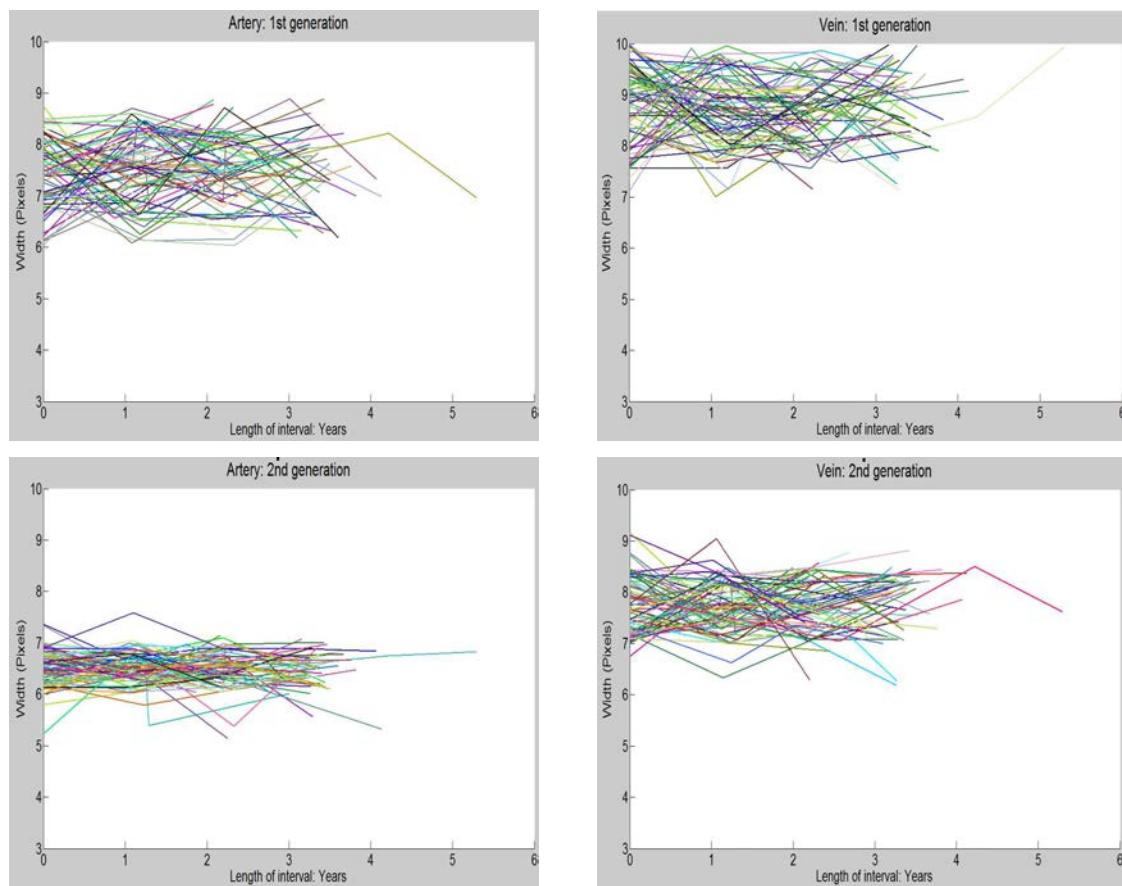 Artery: 1st generation
10
9
8
7
6
5
4
3
Width (Pixels)
0 1 2 3 4 5 6
Length of interval: Years
Vein: 1st generation
10
9
8
7
6
5
4
3
Width (Pixels)
0 1 2 3 4 5 6
Length of interval: Years
Artery: 2nd generation
10
9
8
7
6
5
4
3
Width (Pixels)
0 1 2 3 4 5 6
Length of interval: Years
Vein: 2nd generation
10
9
8
7
6
5
4
3
Width (Pixels)
0 1 2 3 4 5 6
Length of interval: Years